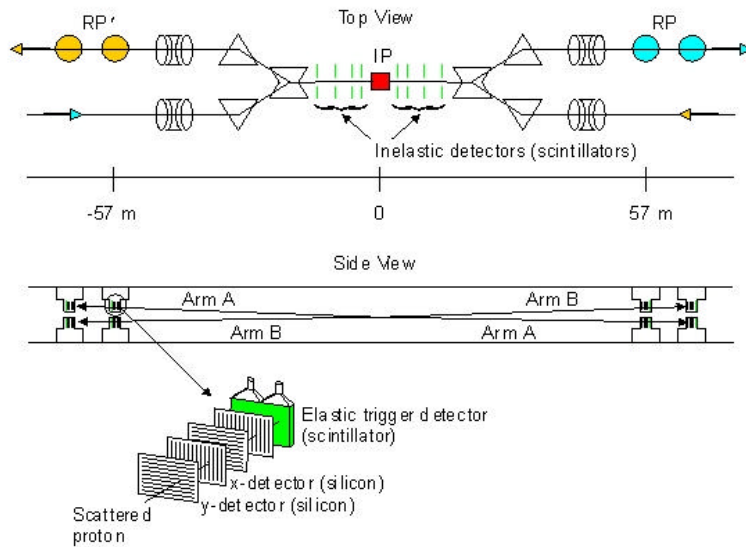 Top View
RP'
RP
IP
Inelastic detectors (scintillators)
-57 m
0
57 m
Side View
Arm A
Arm B
Arm B
Arm A
Elastic trigger detector
(scintillator)
x-detector (silicon)
y-detector (silicon)
Scattered
proton